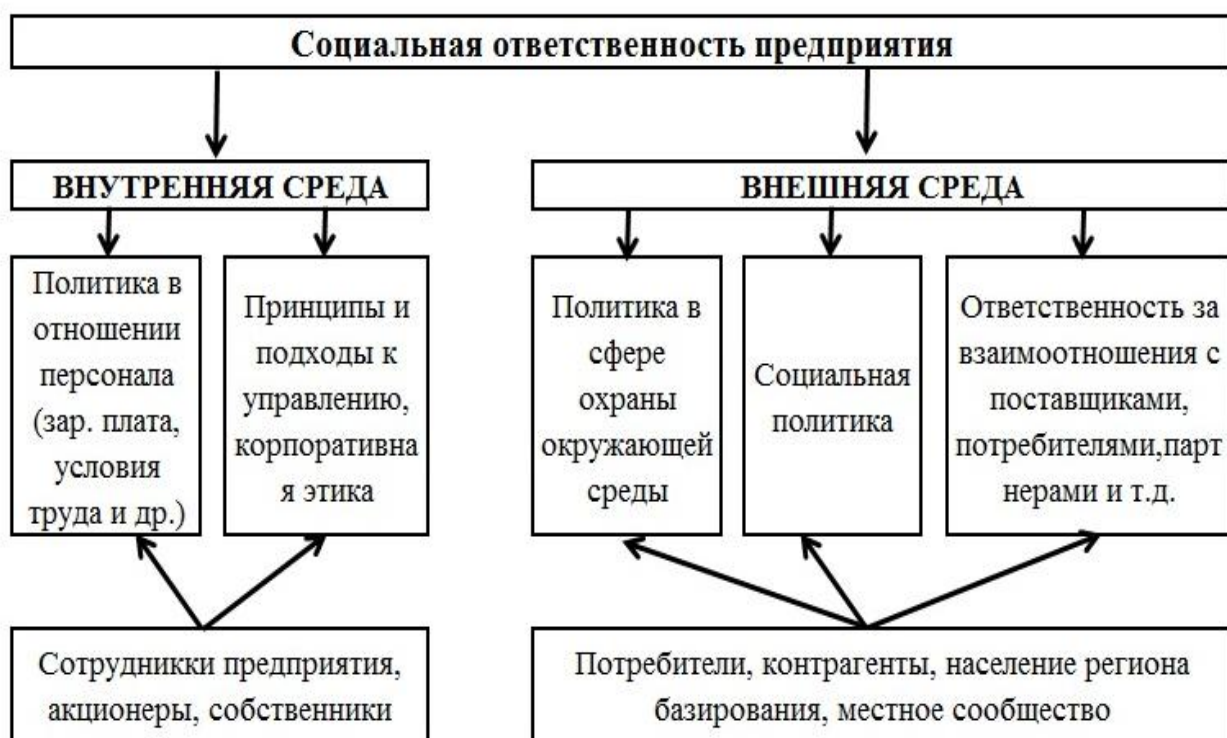 Социальная ответственность предприятия
ВНУТРЕННЯЯ СРЕДА
ВНЕШНЯЯ СРЕДА
Политика в
отношении
персонала
(зар. плата,
условия
труда и др.)
Принципы и
подходы к
управлению,
корпоративна
я этика
Политика в
сфере
охраны
окружающей
среды
Социальная
политика
Ответственность за
взаимоотношения с
поставщиками,
потребителями,парт
нерами и т.д.
Сотрудникки предприятия,
акционеры, собственники
Потребители, контрагенты, население региона
базирования, местное сообщество